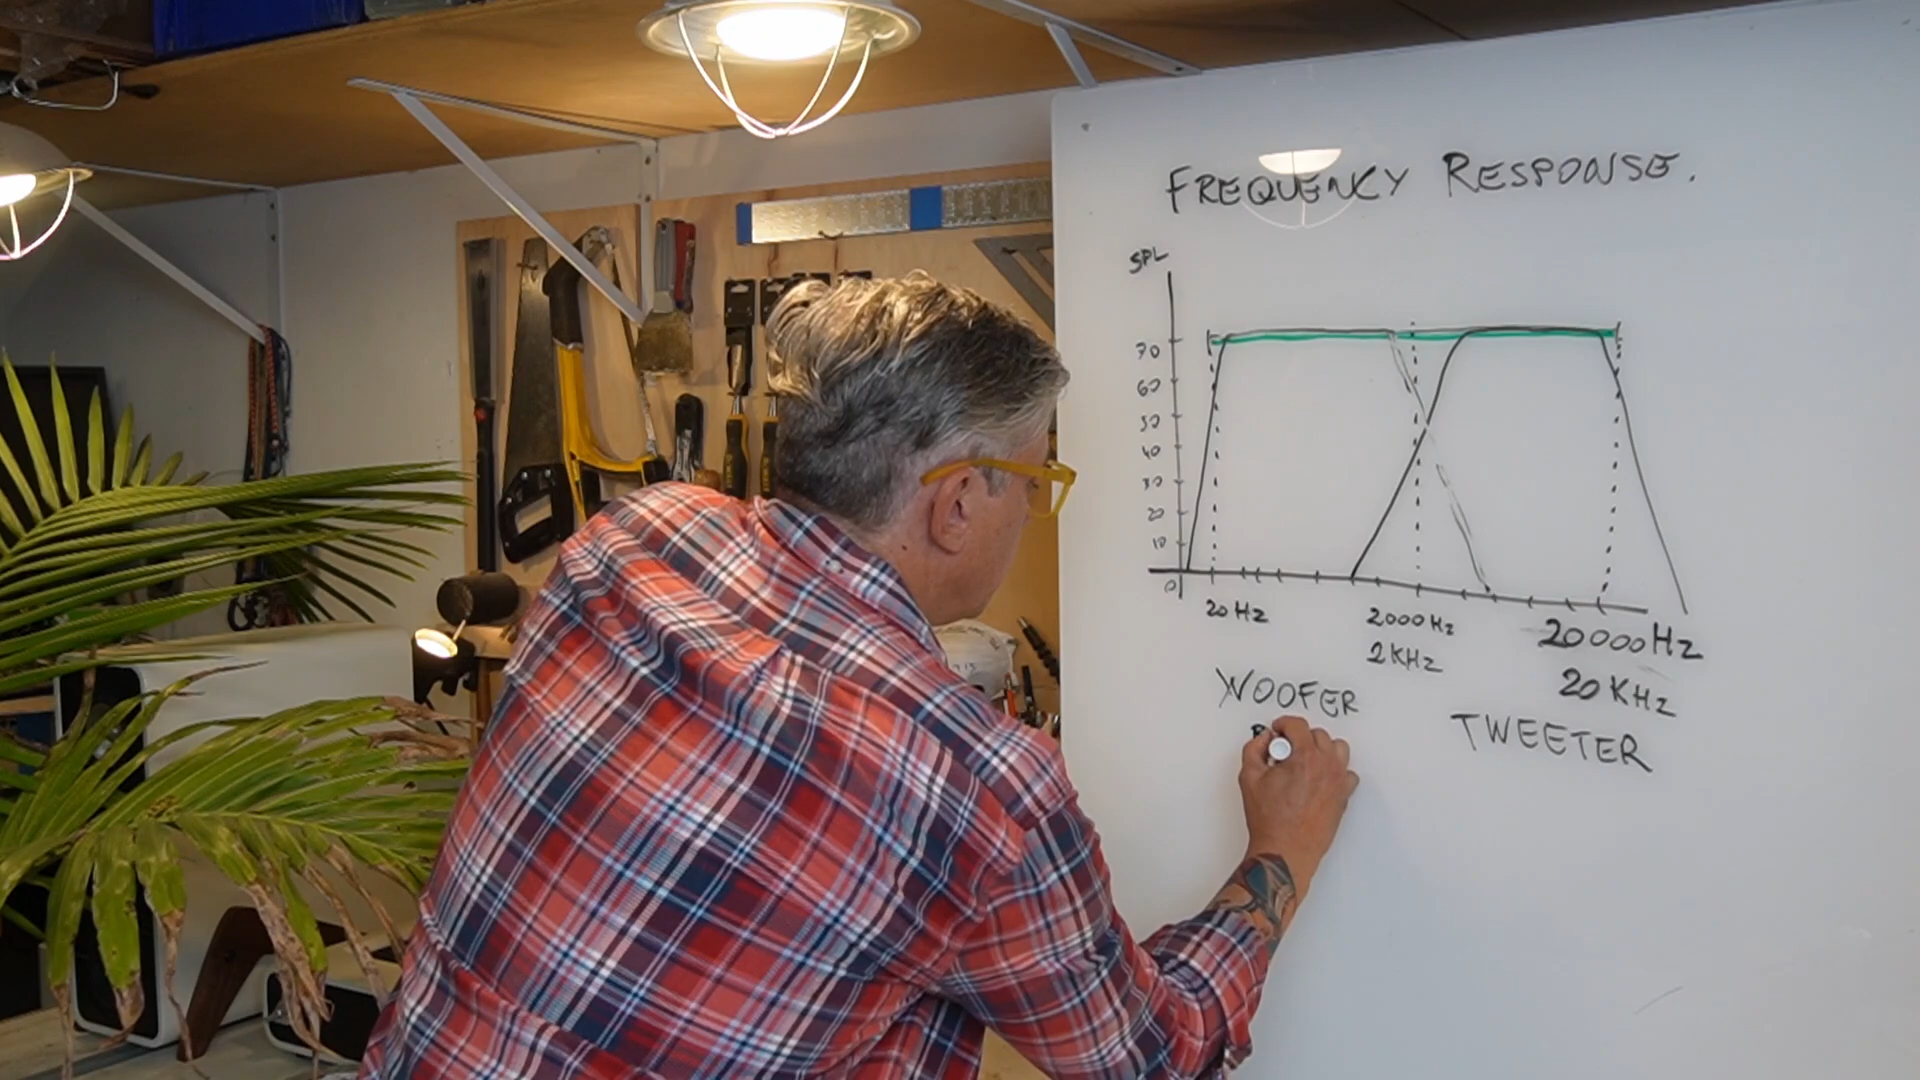 FREQUENCY RESPONSE.
SPL
70
60
50
40
30
20
10
0
20 Hz
2000 Hz
2 KHz
20000 Hz
20 KHz
WOOFER
TWEETER